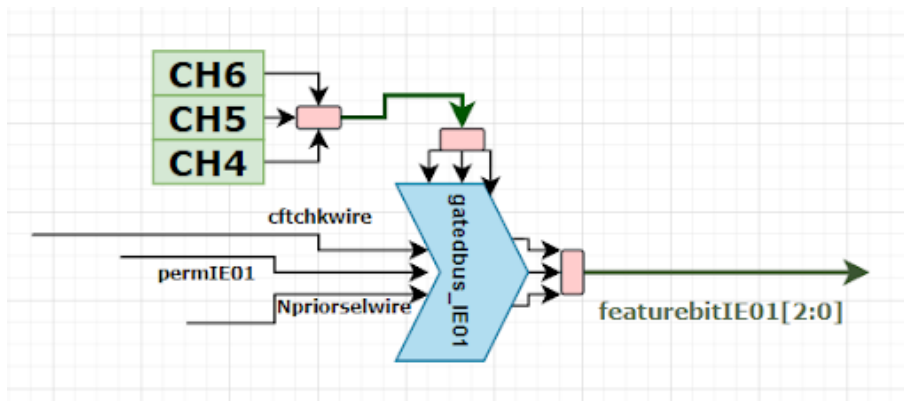 CH6
CH5
CH4
cftchkwire
permIE01
Npriorselwire
gatedbus_IE01
featurebitIE01[2:0]